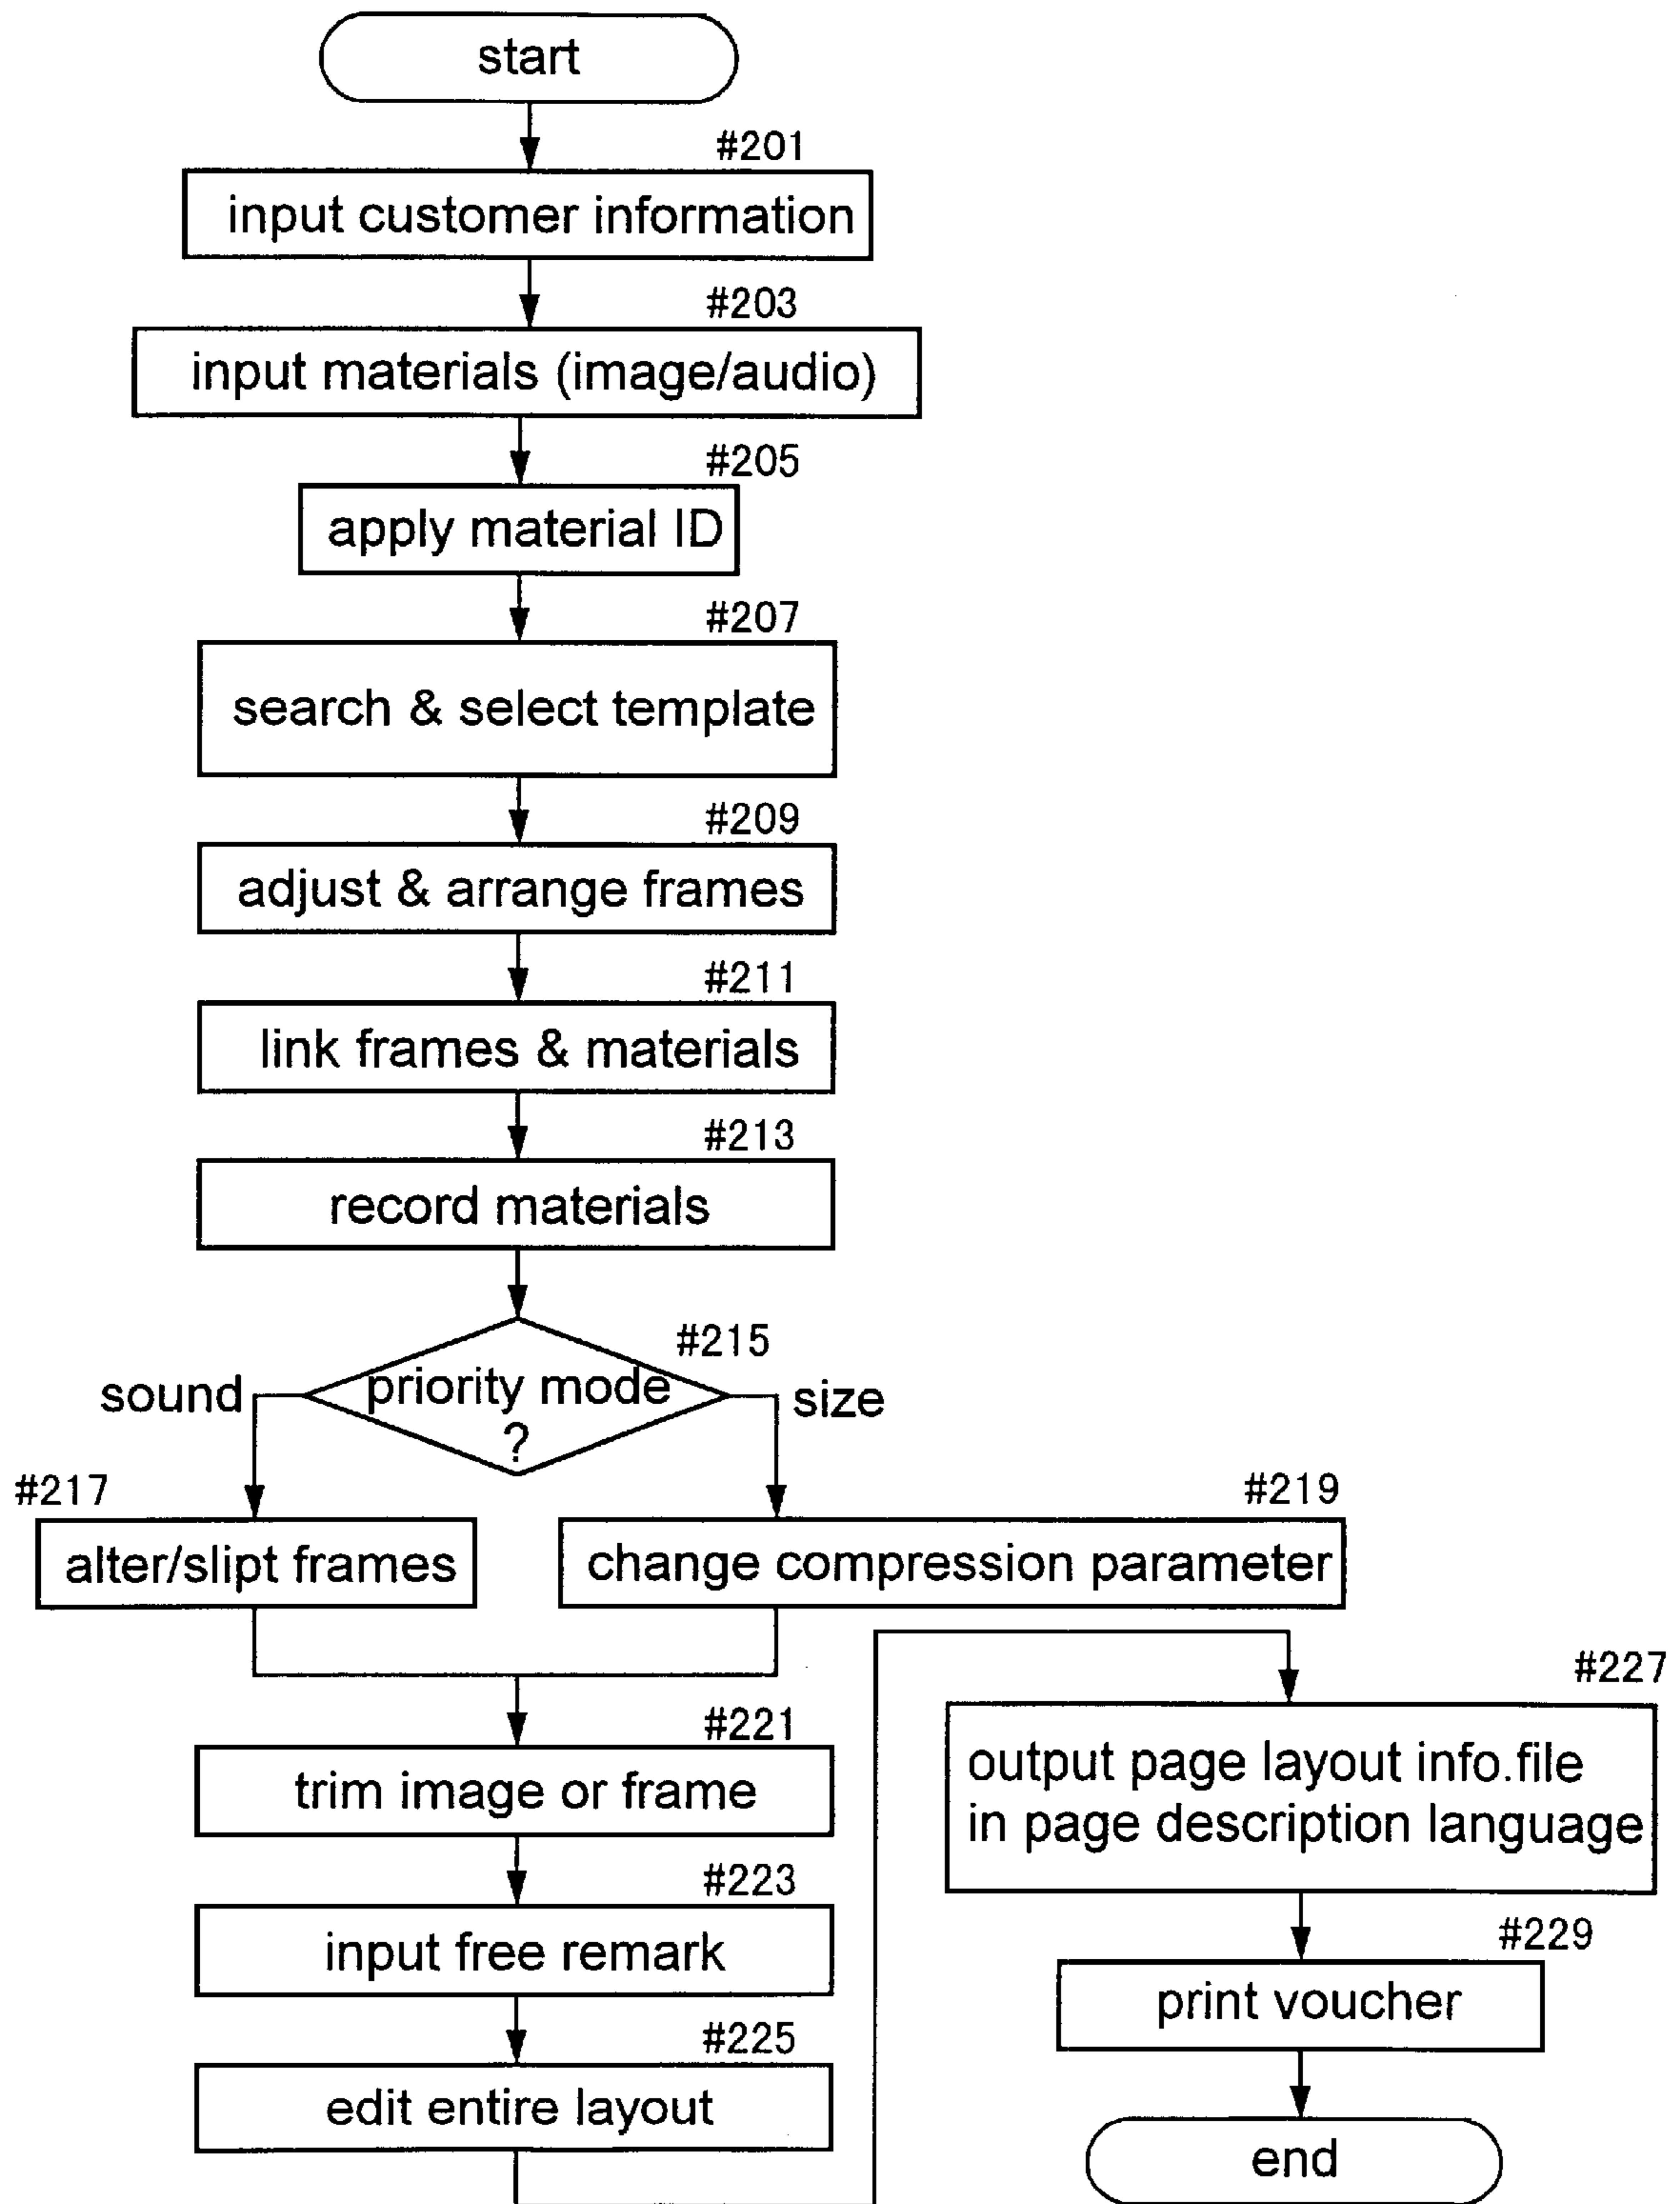 start
#201
input customer information
#203
input materials (image/audio)
#205
apply material ID
#207
search & select template
#209
adjust & arrange frames
#211
link frames & materials
#213
record materials
#215
priority mode
?
sound
size
#217
alter/slipt frames
#219
change compression parameter
#221
trim image or frame
#223
input free remark
#225
edit entire layout
#227
output page layout info.file
in page description language
#229
print voucher
end